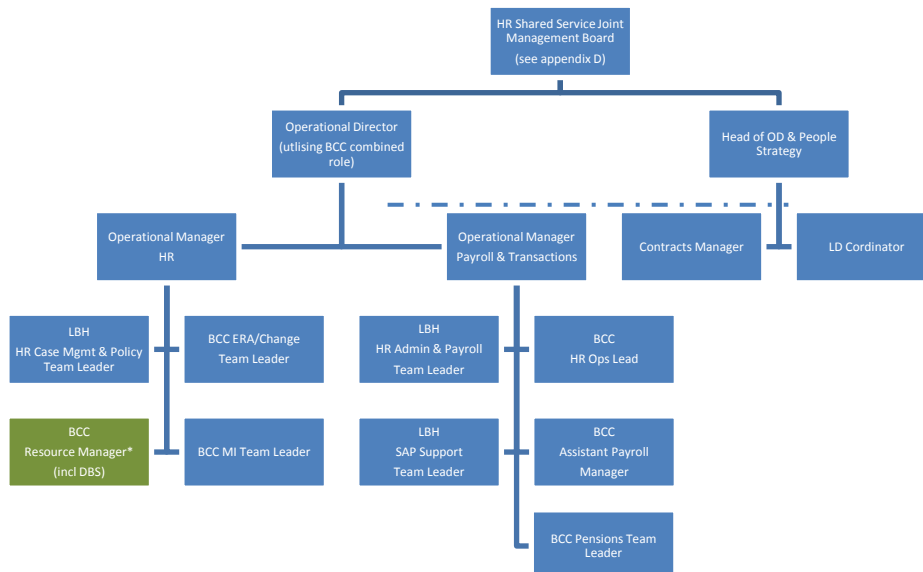 HR Shared Service Joint
Management Board
(see appendix D)
Operational Director
(utlising BCC combined
role)
Head of OD & People
Strategy
Operational Manager
HR
Operational Manager
Payroll & Transactions
Contracts Manager
LD Cordinator
LBH
HR Case Mgmt & Policy
Team Leader
BCC ERA/Change
Team Leader
LBH
HR Admin & Payroll
Team Leader
BCC
HR Ops Lead
BCC
Resource Manager*
(incl DBS)
BCC MI Team Leader
LBH
SAP Support
Team Leader
BCC
Assistant Payroll
Manager
BCC Pensions Team
Leader